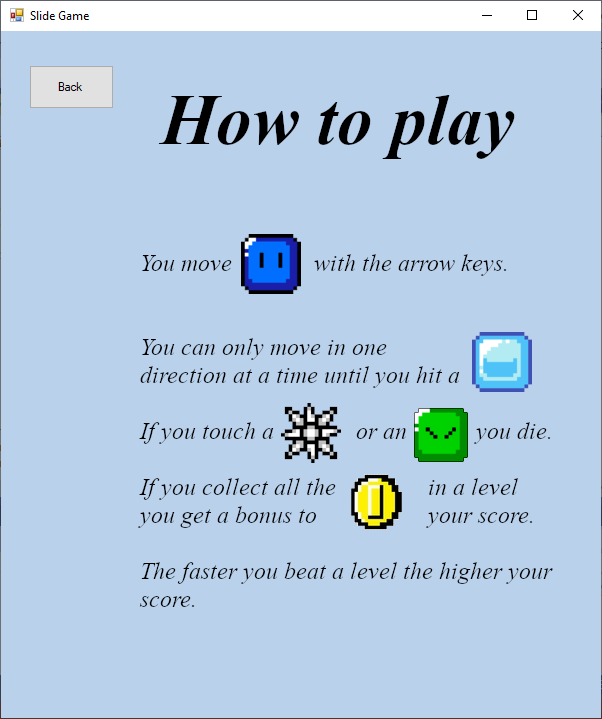 Slide Game
Back
How to play
You move with the arrow keys.
You can only move in one
direction at a time until you hit a
If you touch a or an you die.
If you collect all the in a level
you get a bonus to your score.
The faster you beat a level the higher your
score.